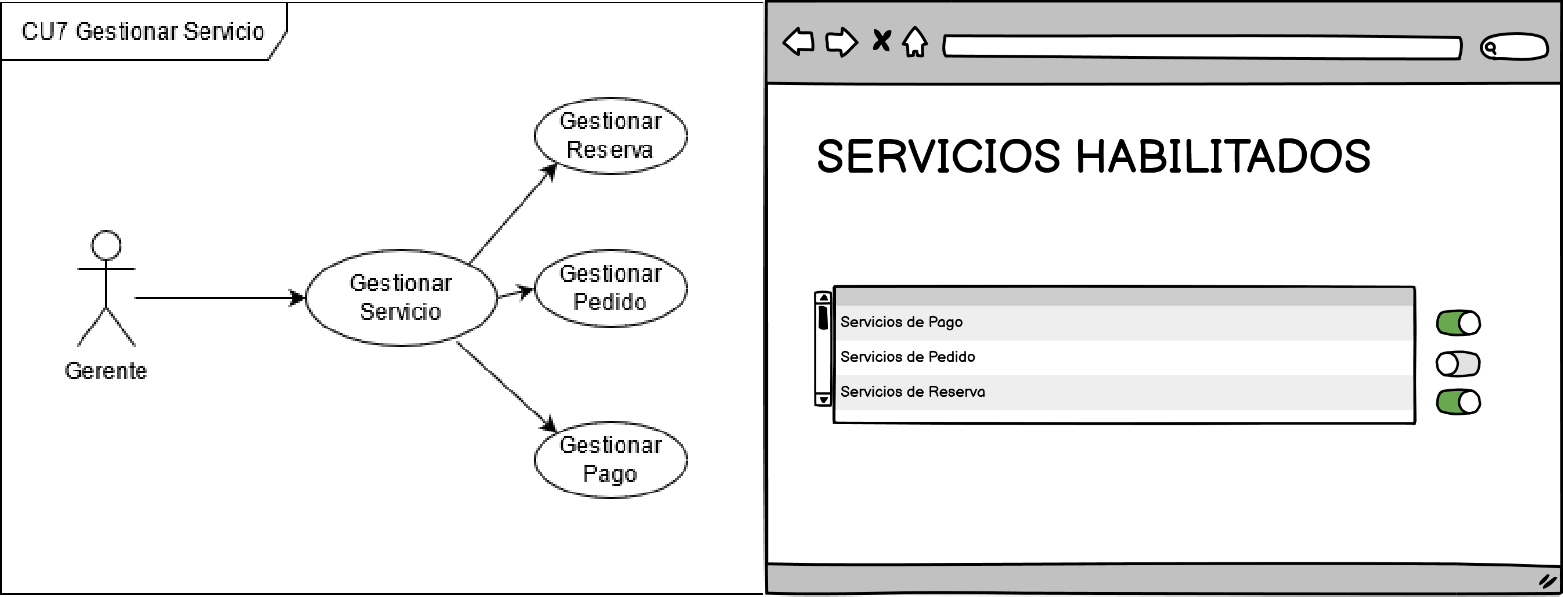 CU7 Gestionar Servicio
Gestionar
Reserva
Gestionar
Servicio
Gestionar
Pedido
Gestionar
Pago
Gerente
SERVICIOS HABILITADOS
Servicios de Pago
Servicios de Pedido
Servicios de Reserva